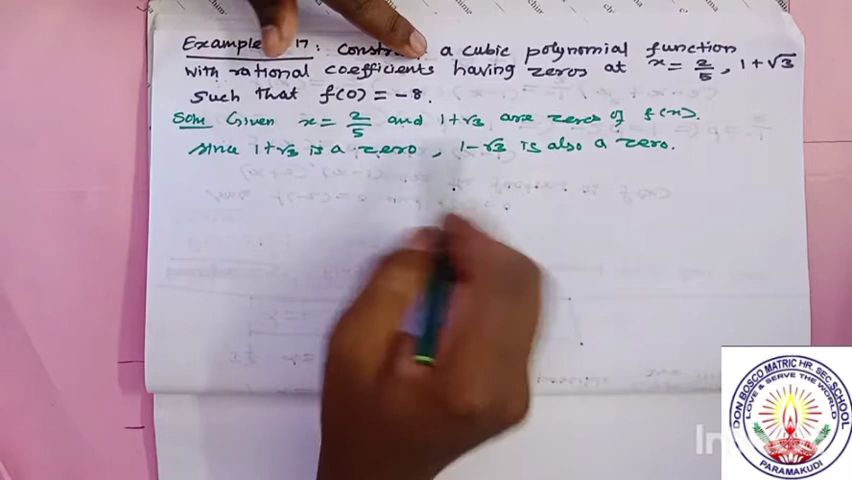 Example 17: Construct a cubic polynomial function
with rational coefficients having zeros at x = 2/5, 1+√3
such that f(0) = -8.
Soln Given x = 2/5 and 1+√3 are zeros of f(x).
Since 1+√3 is a zero, 1-√3 is also a zero.
DON BOSCO MATRIC HR. SEC SCHOOL
LOVE & SERVE THE WORLD
PARAMAKUDI